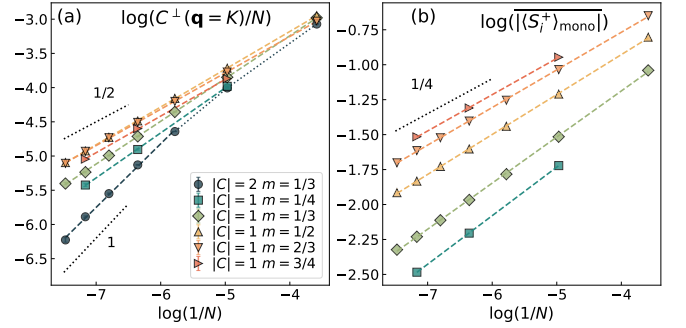 (a) log(C⊥(q = K)/N)
−3.0
−3.5
−4.0
−4.5
−5.0
−5.5
−6.0
−6.5
1/2
1
|C| = 2 m = 1/3
|C| = 1 m = 1/4
|C| = 1 m = 1/3
|C| = 1 m = 1/2
|C| = 1 m = 2/3
|C| = 1 m = 3/4
−7 −6 −5 −4
log(1/N)
(b) log(|⟨S_i^+⟩_mono|)
−0.75
−1.00
−1.25
−1.50
−1.75
−2.00
−2.25
−2.50
1/4
−7 −6 −5 −4
log(1/N)